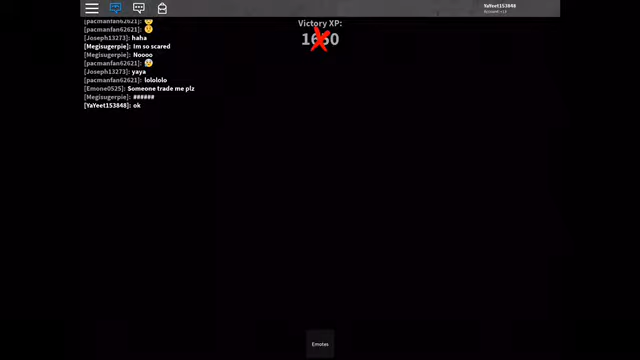 [pacmanfan62621]:
[pacmanfan62621]:
[Joseph13273]: haha
[Megisugerpie]: Im so scared
[Megisugerpie]: Noooo
[pacmanfan62621]:
[Joseph13273]: yaya
[pacmanfan62621]: lolololo
[Emone0525]: Someone trade me plz
[Megisugerpie]: ######
[YaYeet153848]: ok
Victory XP:
1650
YaYeet153848
Emotes